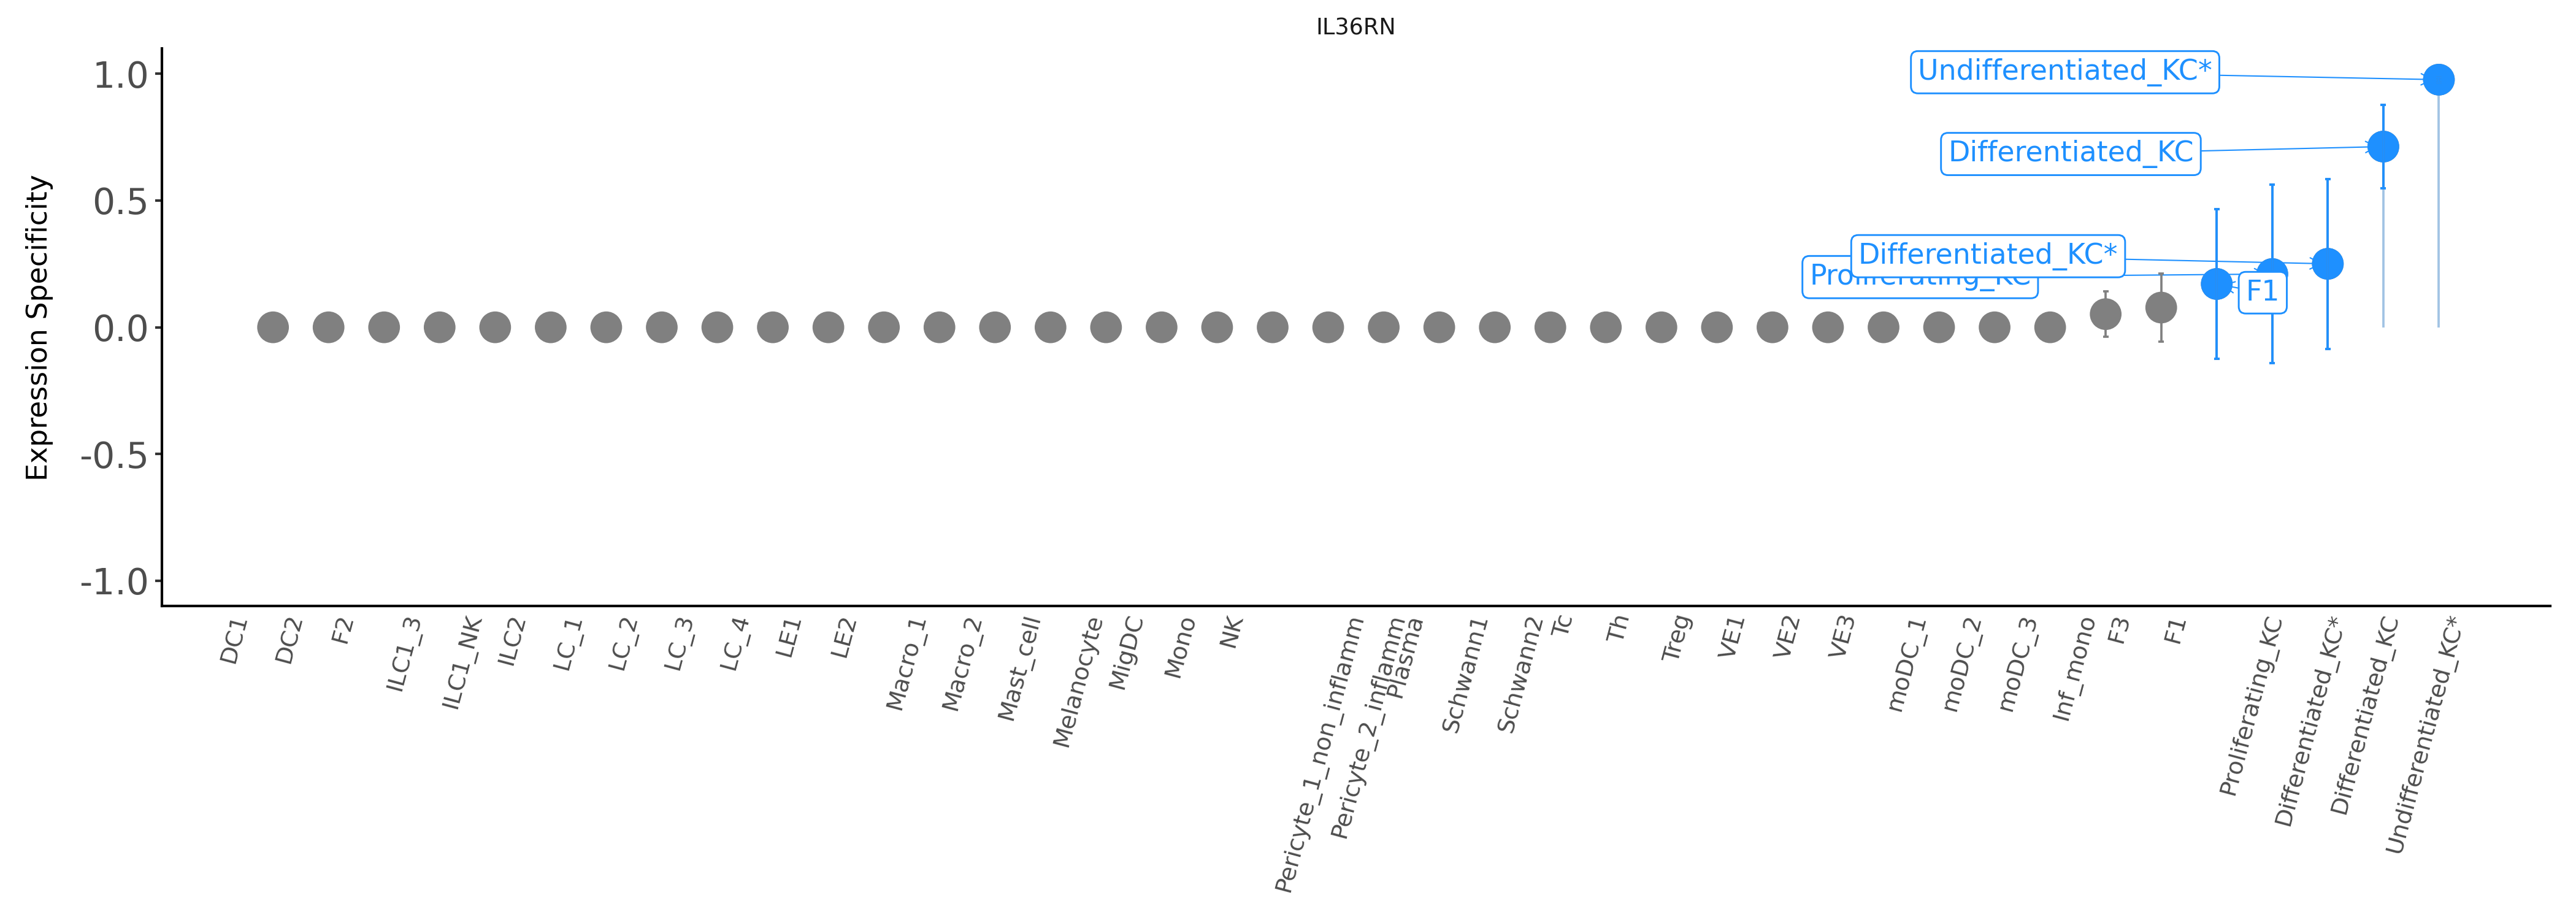 IL36RN
Expression Specificity
1.0
0.5
0.0
-0.5
-1.0
Undifferentiated_KC*
Differentiated_KC
Differentiated_KC*
Proliferating_KC
F1
DC1
DC2
F2
ILC1_3
ILC1_NK
ILC2
LC_1
LC_2
LC_3
LC_4
LE1
LE2
Macro_1
Macro_2
Mast_cell
Melanocyte
MigDC
Mono
NK
Pericyte_1_non_inflamm
Pericyte_2_inflamm
Plasma
Schwann1
Schwann2
Tc
Th
Treg
VE1
VE2
VE3
moDC_1
moDC_2
moDC_3
Inf_mono
F3
F1
Proliferating_KC
Differentiated_KC*
Differentiated_KC
Undifferentiated_KC*